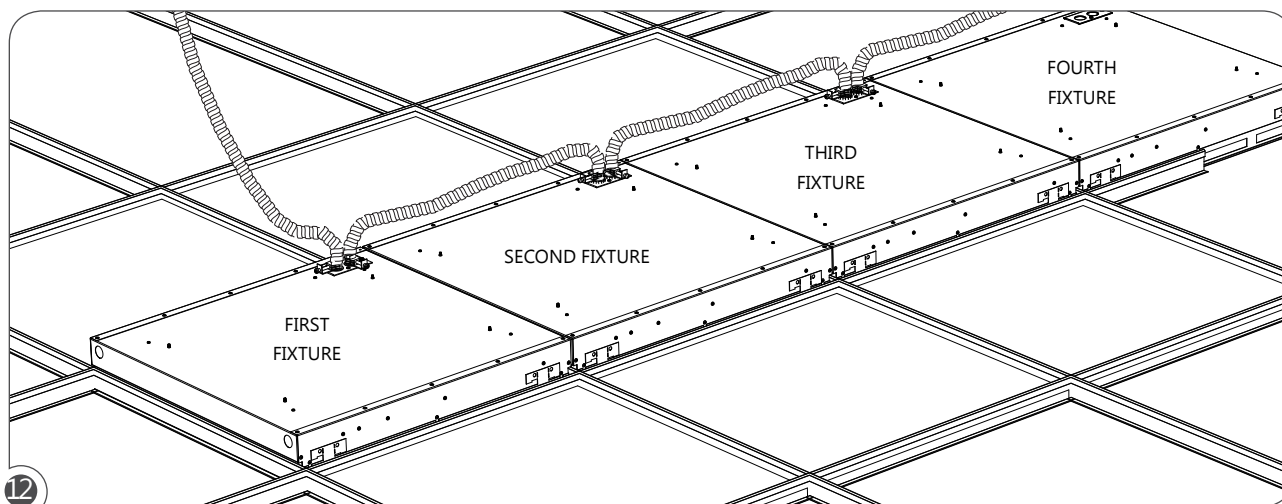 FOURTH
FIXTURE
THIRD
FIXTURE
SECOND FIXTURE
FIRST
FIXTURE
12